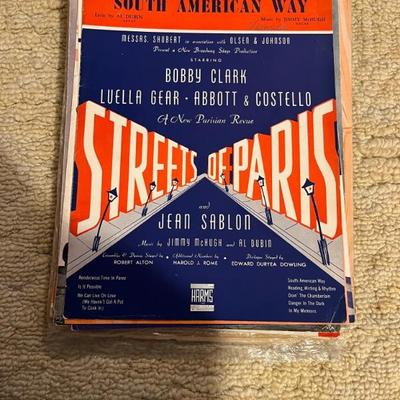 SOUTH AMERICAN WAY
Lyric by AL DUBIN
Music by JIMMY McHUGH
MESSRS. SHUBERT in association with OLSEN & JOHNSON
Present a New Broadway Stage Production
STARRING
BOBBY CLARK
LUELLA GEAR · ABBOTT & COSTELLO
A New Parisian Revue
STREETS OF PARIS
and
JEAN SABLON
Music by JIMMY McHUGH and AL DUBIN
Ensembles & Dances Staged by
ROBERT ALTON
Additional Numbers by
HAROLD J. ROME
Dialogue Staged by
EDWARD DURYEA DOWLING
Rendezvous Time In Paree
Is It Possible
We Can Live On Love
(We Haven't Got A Pot
To Cook In)
HARMS
South American Way
Reading, Writing & Rhythm
Doin' The Chamberlain
Danger In The Dark
In My Memoirs